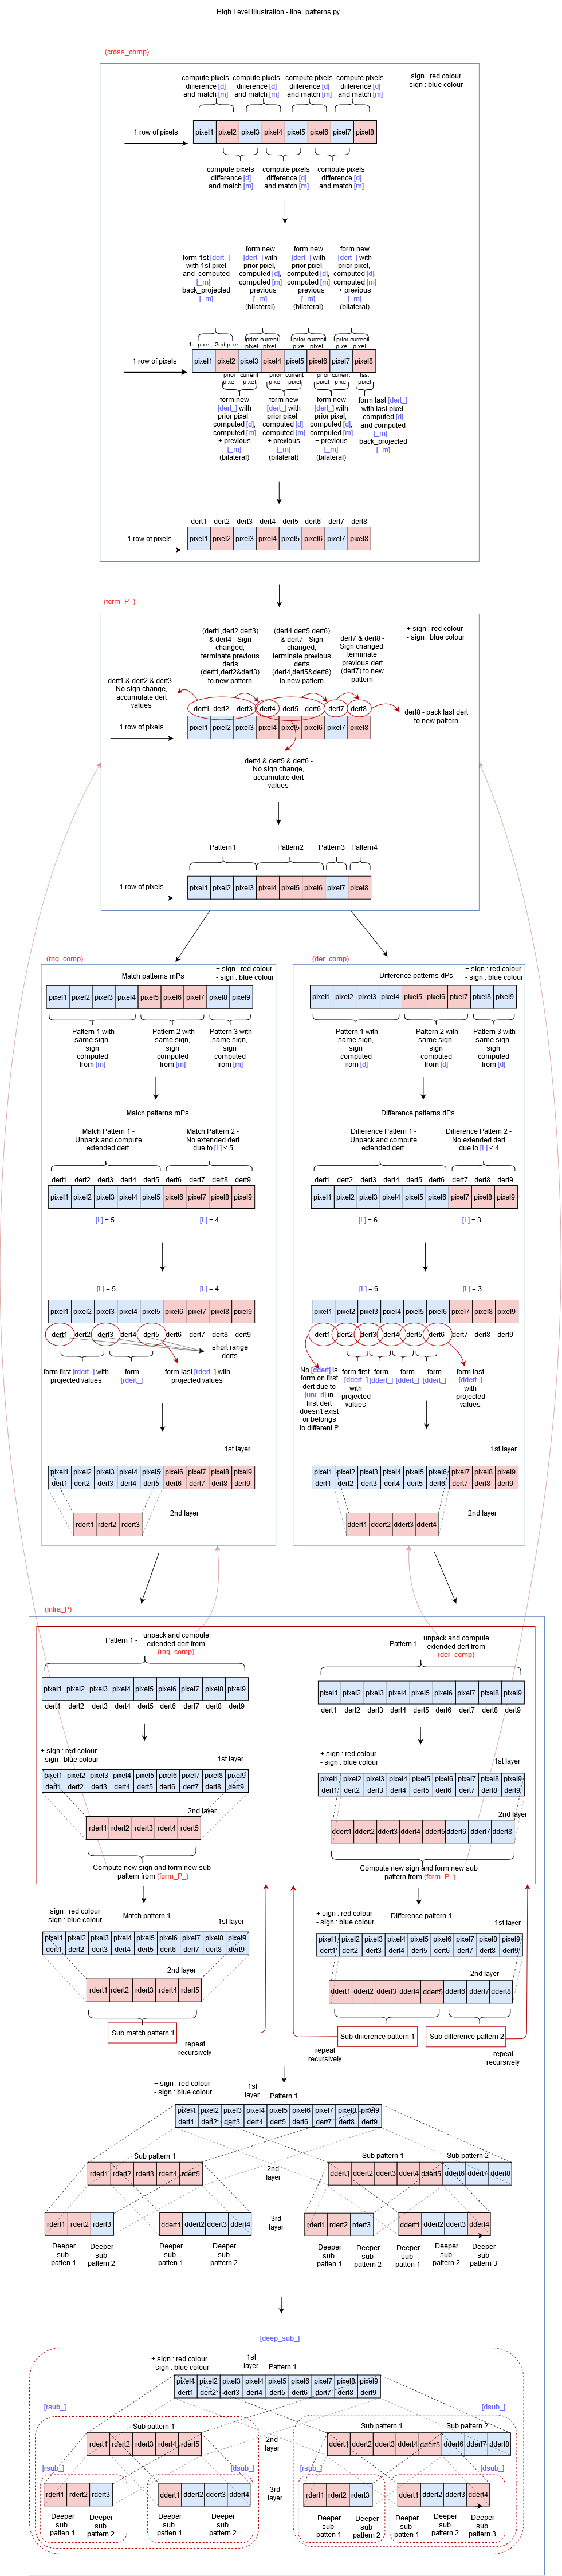 High Level Illustration - line_patterns.py
(cross_comp)
+ sign : red colour
- sign : blue colour
compute pixels
difference [d]
and match [m]
compute pixels
difference [d]
and match [m]
compute pixels
difference [d]
and match [m]
compute pixels
difference [d]
and match [m]
1 row of pixels
pixel1 pixel2 pixel3 pixel4 pixel5 pixel6 pixel7 pixel8
compute pixels
difference [d]
and match [m]
compute pixels
difference [d]
and match [m]
compute pixels
difference [d]
and match [m]
form 1st [dert_]
with 1st pixel
and computed
[_m] +
back_projected
[_m]
form new
[dert_] with
prior pixel,
computed [d],
computed [m]
+ previous
[_m]
(bilateral)
form new
[dert_] with
prior pixel,
computed [d],
computed [m]
+ previous
[_m]
(bilateral)
form new
[dert_] with
prior pixel,
computed [d],
computed [m]
+ previous
[_m]
(bilateral)
1st pixel 2nd pixel
prior pixel current pixel
prior pixel current pixel
prior pixel current pixel
1 row of pixels
pixel1 pixel2 pixel3 pixel4 pixel5 pixel6 pixel7 pixel8
prior pixel current pixel
prior pixel current pixel
prior pixel current pixel
last pixel
form new
[dert_] with
prior pixel,
computed [d],
computed [m]
+ previous
[_m]
(bilateral)
form new
[dert_] with
prior pixel,
computed [d],
computed [m]
+ previous
[_m]
(bilateral)
form new
[dert_] with
prior pixel,
computed [d],
computed [m]
+ previous
[_m]
(bilateral)
form last [dert_]
with last pixel,
computed [d]
and computed
[_m] +
back_projected
[_m]
dert1 dert2 dert3 dert4 dert5 dert6 dert7 dert8
1 row of pixels
pixel1 pixel2 pixel3 pixel4 pixel5 pixel6 pixel7 pixel8
(form_P_)
+ sign : red colour
- sign : blue colour
(dert1,dert2,dert3)
& dert4 - Sign
changed,
terminate previous
derts
(dert1,dert2&dert3)
to new pattern
(dert4,dert5,dert6)
& dert7 - Sign
changed,
terminate previous
derts
(dert4,dert5&dert6)
to new pattern
dert7 & dert8 -
Sign changed,
terminate
previous dert
(dert7) to new
pattern
dert1 & dert2 & dert3 -
No sign change,
accumulate dert
values
dert1 dert2 dert3 dert4 dert5 dert6 dert7 dert8
dert8 - pack last dert
to new pattern
1 row of pixels
pixel1 pixel2 pixel3 pixel4 pixel5 pixel6 pixel7 pixel8
dert4 & dert5 & dert6 -
No sign change,
accumulate dert
values
Pattern1 Pattern2 Pattern3 Pattern4
1 row of pixels
pixel1 pixel2 pixel3 pixel4 pixel5 pixel6 pixel7 pixel8
(rng_comp)
+ sign : red colour
- sign : blue colour
Match patterns mPs
pixel1 pixel2 pixel3 pixel4 pixel5 pixel6 pixel7 pixel8 pixel9
Pattern 1 with
same sign,
sign
computed
from [m]
Pattern 2 with
same sign,
sign
computed
from [m]
Pattern 3 with
same sign,
sign
computed
from [m]
Match patterns mPs
Match Pattern 1 -
Unpack and compute
extended dert
Match Pattern 2 -
No extended dert
due to [L] < 5
dert1 dert2 dert3 dert4 dert5 dert6 dert7 dert8 dert9
pixel1 pixel2 pixel3 pixel4 pixel5 pixel6 pixel7 pixel8 pixel9
[L] = 5
[L] = 4
[L] = 5
[L] = 4
pixel1 pixel2 pixel3 pixel4 pixel5 pixel6 pixel7 pixel8 pixel9
dert1 dert2 dert3 dert4 dert5 dert6 dert7 dert8 dert9
short range
derts
form first [rdert_] with
projected values
form
[rdert_]
form last [rdert_] with
projected values
1st layer
pixel1 pixel2 pixel3 pixel4 pixel5 pixel6 pixel7 pixel8 pixel9
dert1 dert2 dert3 dert4 dert5 dert6 dert7 dert8 dert9
2nd layer
rdert1 rdert2 rdert3
(der_comp)
+ sign : red colour
- sign : blue colour
Difference patterns dPs
pixel1 pixel2 pixel3 pixel4 pixel5 pixel6 pixel7 pixel8 pixel9
Pattern 1 with
same sign,
sign
computed
from [d]
Pattern 2 with
same sign,
sign
computed
from [d]
Pattern 3 with
same sign,
sign
computed
from [d]
Difference patterns dPs
Difference Pattern 1 -
Unpack and compute
extended dert
Difference Pattern 2 -
No extended dert
due to [L] < 4
dert1 dert2 dert3 dert4 dert5 dert6 dert7 dert8 dert9
pixel1 pixel2 pixel3 pixel4 pixel5 pixel6 pixel7 pixel8 pixel9
[L] = 6
[L] = 3
[L] = 6
[L] = 3
pixel1 pixel2 pixel3 pixel4 pixel5 pixel6 pixel7 pixel8 pixel9
dert1 dert2 dert3 dert4 dert5 dert6 dert7 dert8 dert9
No [ddert] is
form on first
dert due to
[uni_d] in
first dert
doesn't exist
or belongs
to different P
form first
[ddert_]
with
projected
values
form
[ddert_]
form
[ddert_]
form
[ddert_]
form last
[ddert_]
with
projected
values
1st layer
pixel1 pixel2 pixel3 pixel4 pixel5 pixel6 pixel7 pixel8 pixel9
dert1 dert2 dert3 dert4 dert5 dert6 dert7 dert8 dert9
2nd layer
ddert1 ddert2 ddert3 ddert4
(intra_P)
Pattern 1 -
unpack and compute
extended dert from
(rng_comp)
pixel1 pixel2 pixel3 pixel4 pixel5 pixel6 pixel7 pixel8 pixel9
dert1 dert2 dert3 dert4 dert5 dert6 dert7 dert8 dert9
+ sign : red colour
- sign : blue colour
1st layer
pixel1 pixel2 pixel3 pixel4 pixel5 pixel6 pixel7 pixel8 pixel9
dert1 dert2 dert3 dert4 dert5 dert6 dert7 dert8 dert9
2nd layer
rdert1 rdert2 rdert3 rdert4 rdert5
Compute new sign and form new sub
pattern from (form_P_)
Pattern 1 -
unpack and compute
extended dert from
(der_comp)
pixel1 pixel2 pixel3 pixel4 pixel5 pixel6 pixel7 pixel8 pixel9
dert1 dert2 dert3 dert4 dert5 dert6 dert7 dert8 dert9
+ sign : red colour
- sign : blue colour
1st layer
pixel1 pixel2 pixel3 pixel4 pixel5 pixel6 pixel7 pixel8 pixel9
dert1 dert2 dert3 dert4 dert5 dert6 dert7 dert8 dert9
2nd layer
ddert1 ddert2 ddert3 ddert4 ddert5 ddert6 ddert7 ddert8
Compute new sign and form new sub
pattern from (form_P_)
+ sign : red colour
- sign : blue colour
Match pattern 1
1st layer
pixel1 pixel2 pixel3 pixel4 pixel5 pixel6 pixel7 pixel8 pixel9
dert1 dert2 dert3 dert4 dert5 dert6 dert7 dert8 dert9
2nd layer
rdert1 rdert2 rdert3 rdert4 rdert5
Sub match pattern 1
repeat
recursively
+ sign : red colour
- sign : blue colour
Difference pattern 1
1st layer
pixel1 pixel2 pixel3 pixel4 pixel5 pixel6 pixel7 pixel8 pixel9
dert1 dert2 dert3 dert4 dert5 dert6 dert7 dert8 dert9
2nd layer
ddert1 ddert2 ddert3 ddert4 ddert5 ddert6 ddert7 ddert8
Sub difference pattern 1
Sub difference pattern 2
repeat
recursively
repeat
recursively
+ sign : red colour
- sign : blue colour
1st
layer
Pattern 1
pixel1 pixel2 pixel3 pixel4 pixel5 pixel6 pixel7 pixel8 pixel9
dert1 dert2 dert3 dert4 dert5 dert6 dert7 dert8 dert9
Sub pattern 1
Sub pattern 1
Sub pattern 2
rdert1 rdert2 rdert3 rdert4 rdert5
2nd
layer
ddert1 ddert2 ddert3 ddert4 ddert5 ddert6 ddert7 ddert8
rdert1 rdert2 rdert3
ddert1 ddert2 ddert3 ddert4
3rd
layer
rdert1 rdert2 rdert3
ddert1 ddert2 ddert3 ddert4
Deeper
sub
patten 1
Deeper
sub
pattern 2
Deeper
sub
patten 1
Deeper
sub
pattern 2
Deeper
sub
patten 1
Deeper
sub
pattern 2
Deeper
sub
patten 1
Deeper
sub
pattern 2
Deeper
sub
pattern 3
[deep_sub_]
+ sign : red colour
- sign : blue colour
1st
layer
Pattern 1
pixel1 pixel2 pixel3 pixel4 pixel5 pixel6 pixel7 pixel8 pixel9
dert1 dert2 dert3 dert4 dert5 dert6 dert7 dert8 dert9
[rsub_]
[dsub_]
Sub pattern 1
Sub pattern 1
Sub pattern 2
rdert1 rdert2 rdert3 rdert4 rdert5
2nd
layer
ddert1 ddert2 ddert3 ddert4 ddert5 ddert6 ddert7 ddert8
[rsub_]
[dsub_]
[rsub_]
[dsub_]
rdert1 rdert2 rdert3
ddert1 ddert2 ddert3 ddert4
3rd
layer
rdert1 rdert2 rdert3
ddert1 ddert2 ddert3 ddert4
Deeper
sub
patten 1
Deeper
sub
pattern 2
Deeper
sub
patten 1
Deeper
sub
pattern 2
Deeper
sub
patten 1
Deeper
sub
pattern 2
Deeper
sub
patten 1
Deeper
sub
pattern 2
Deeper
sub
pattern 3